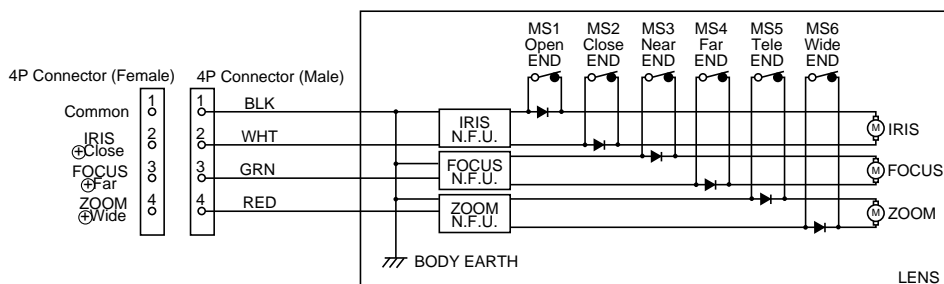 MS1 MS2 MS3 MS4 MS5 MS6
Open Close Near Far Tele Wide
END END END END END END
4P Connector (Female) 4P Connector (Male)
Common 1 1 BLK
IRIS
⊕Close 2 2 WHT
FOCUS
⊕Far 3 3 GRN
ZOOM
⊕Wide 4 4 RED
IRIS
N.F.U.
FOCUS
N.F.U.
ZOOM
N.F.U.
M IRIS
M FOCUS
M ZOOM
BODY EARTH
LENS